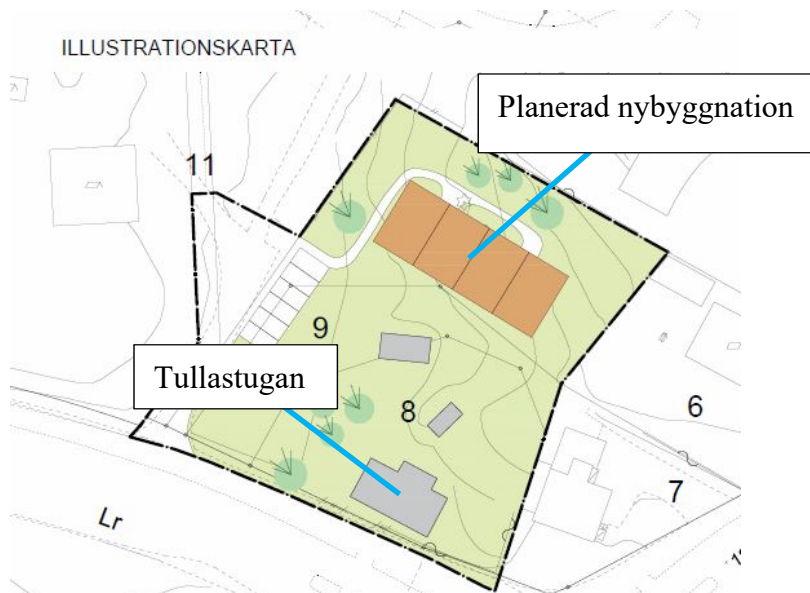 ILLUSTRATIONSKARTA
Planerad nybyggnation
11
9
Tullastugan
8
6
7
Lr